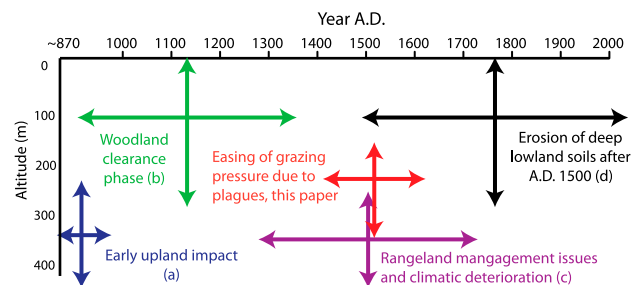 Year A.D.
~870 1000 1100 1200 1300 1400 1500 1600 1700 1800 1900 2000
Altitude (m)
0
100
200
300
400
Woodland
clearance
phase (b)
Easing of grazing
pressure due to
plagues, this paper
Erosion of deep
lowland soils after
A.D. 1500 (d)
Early upland impact
(a)
Rangeland mangagement issues
and climatic deterioration (c)